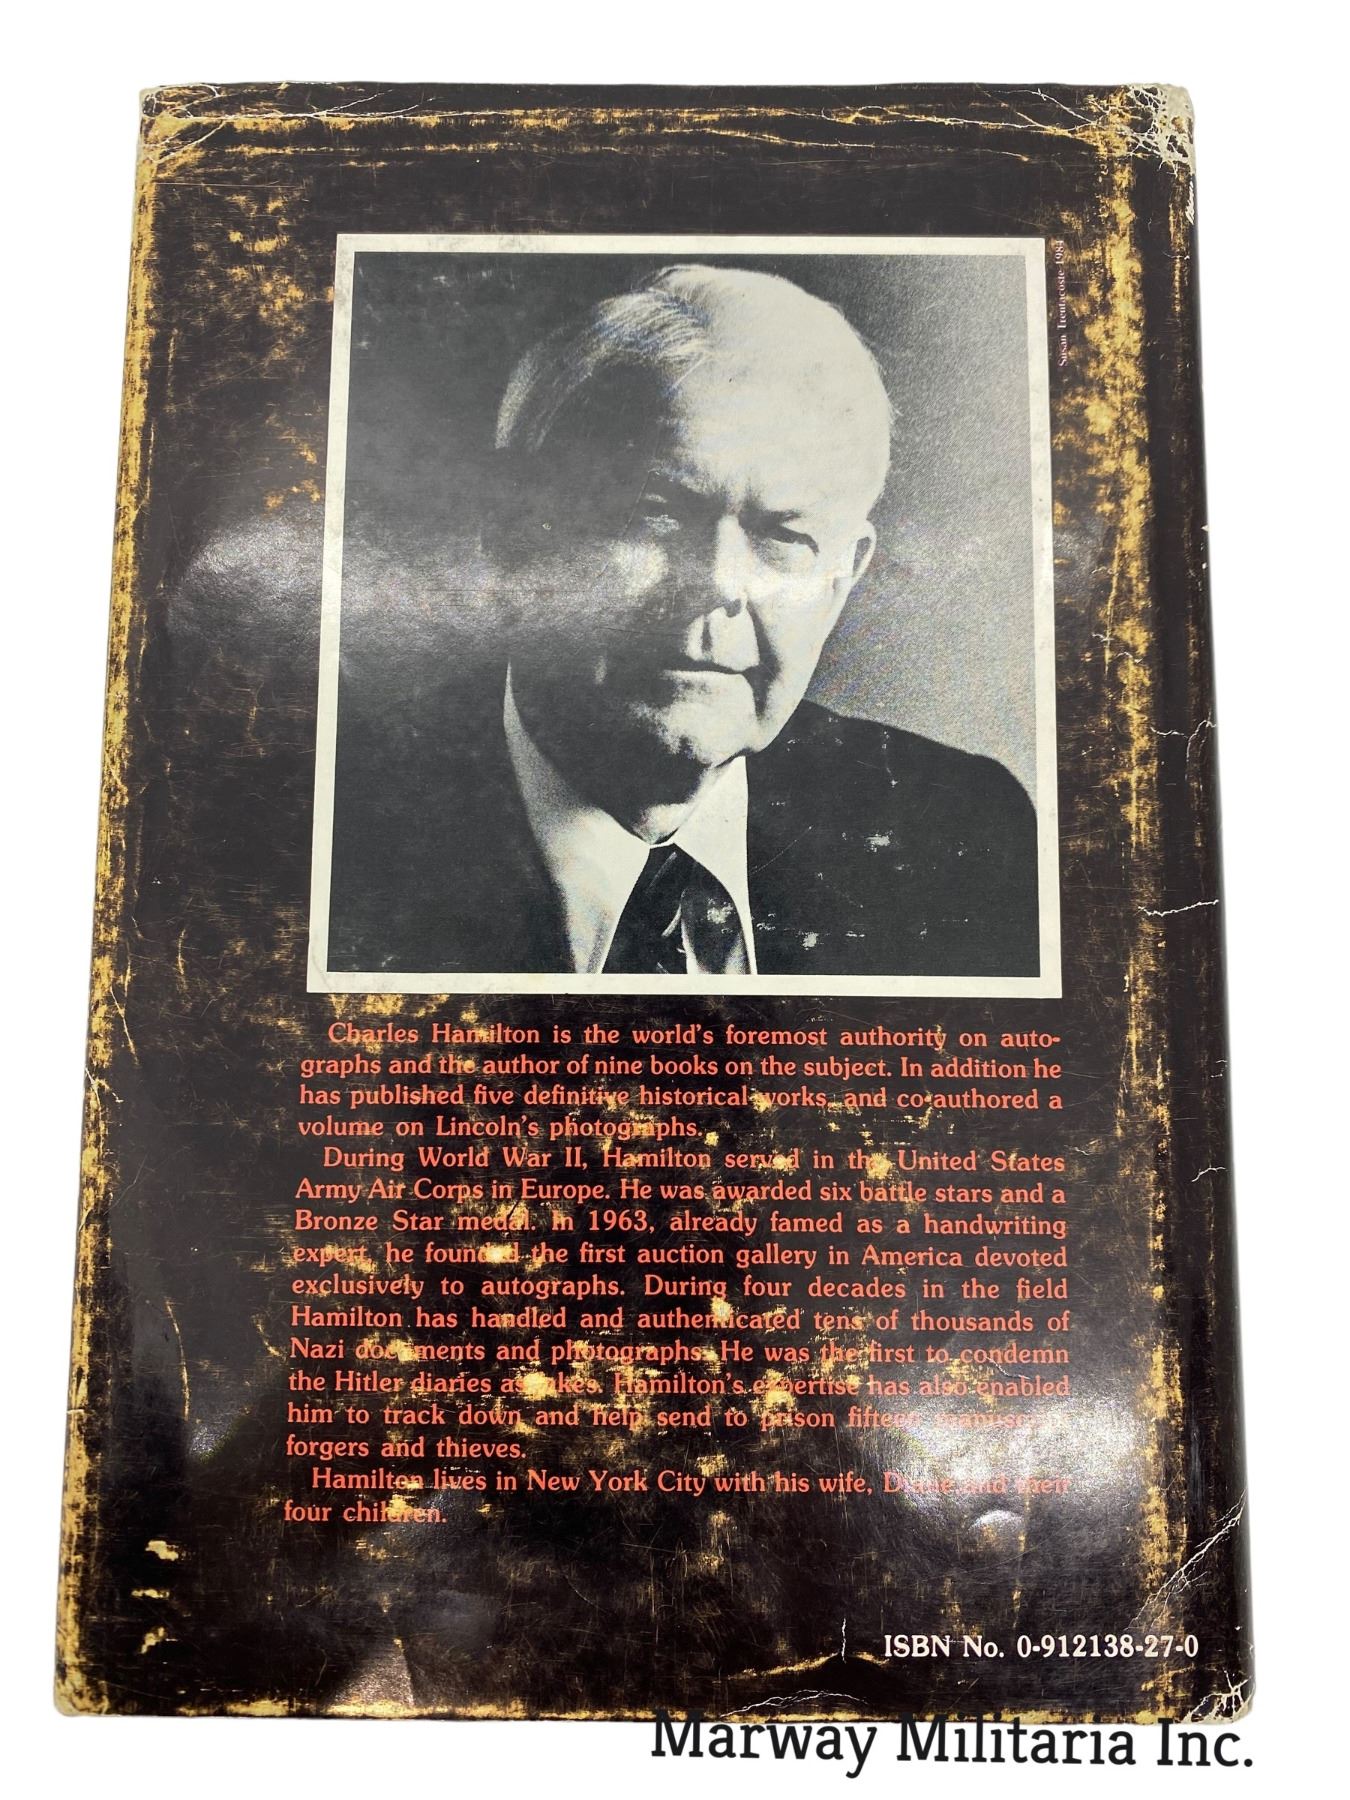 Susan Trentacoste 1984
Charles Hamilton is the world's foremost authority on auto-
graphs and the author of nine books on the subject. In addition he
has published five definitive historical works, and co-authored a
volume on Lincoln's photographs.
During World War II, Hamilton served in the United States
Army Air Corps in Europe. He was awarded six battle stars and a
Bronze Star medal. In 1963, already famed as a handwriting
expert, he founded the first auction gallery in America devoted
exclusively to autographs. During four decades in the field
Hamilton has handled and authenticated tens of thousands of
Nazi documents and photographs. He was the first to condemn
the Hitler diaries as fakes. Hamilton's expertise has also enabled
him to track down and help send to prison fifteen manuscript
forgers and thieves.
Hamilton lives in New York City with his wife, Diane and their
four children.
ISBN No. 0-912138-27-0
Marway Militaria Inc.